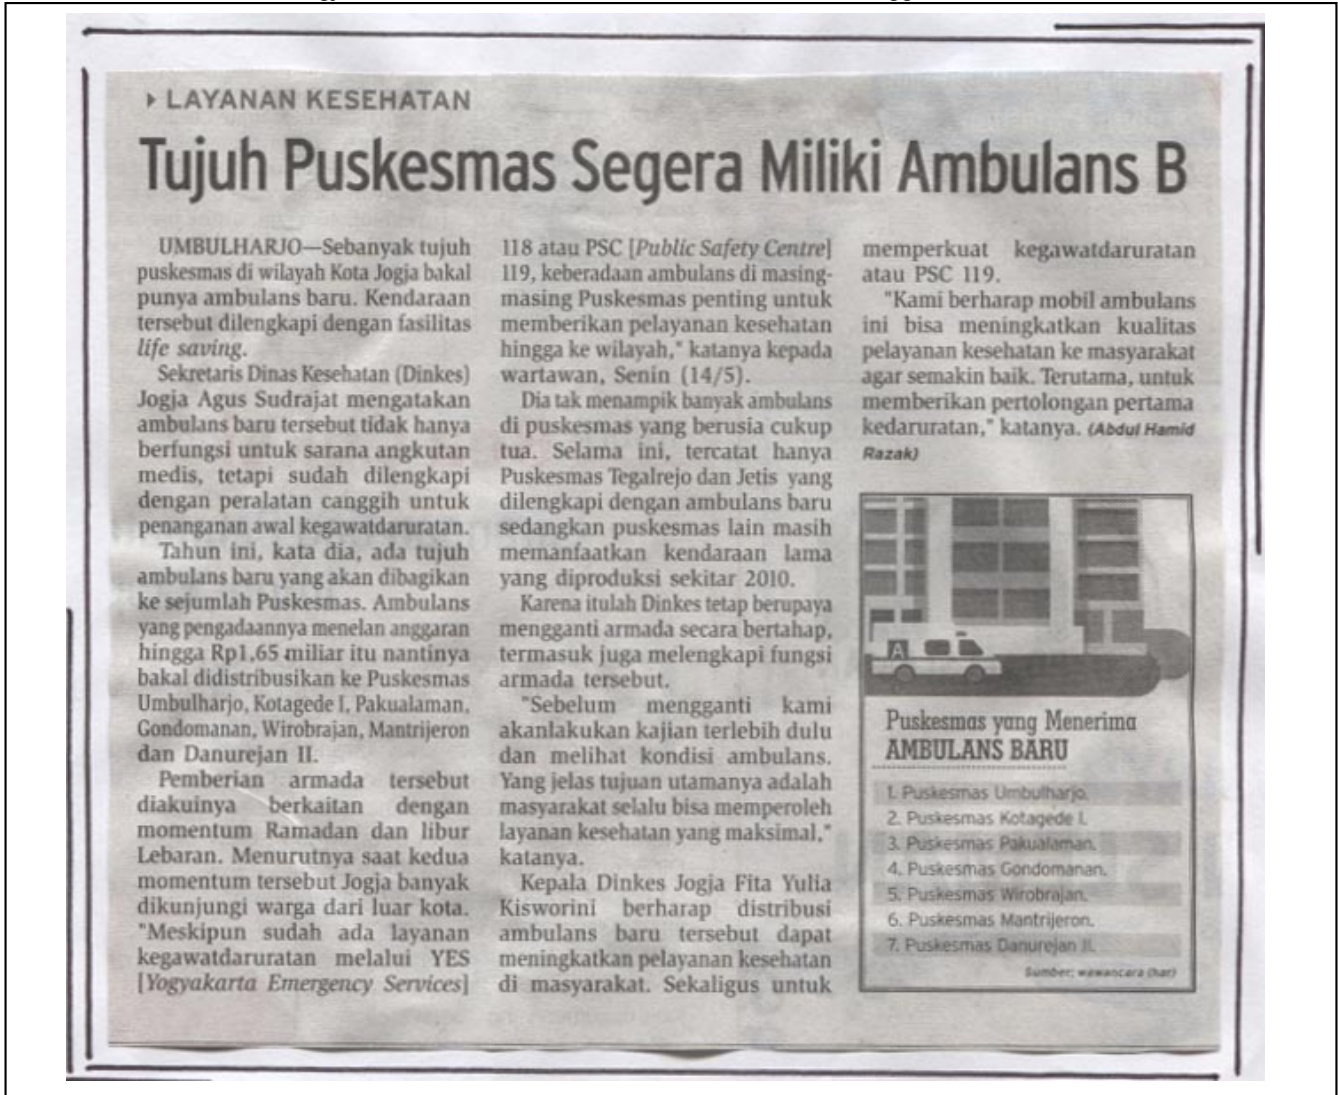 LAYANAN KESEHATAN
Tujuh Puskesmas Segera Miliki Ambulans B
UMBULHARJO—Sebanyak tujuh
puskesmas di wilayah Kota Jogja bakal
punya ambulans baru. Kendaraan
tersebut dilengkapi dengan fasilitas
life saving.
Sekretaris Dinas Kesehatan (Dinkes)
Jogja Agus Sudrajat mengatakan
ambulans baru tersebut tidak hanya
berfungsi untuk sarana angkutan
medis, tetapi sudah dilengkapi
dengan peralatan canggih untuk
penanganan awal kegawatdaruratan.
Tahun ini, kata dia, ada tujuh
ambulans baru yang akan dibagikan
ke sejumlah Puskesmas. Ambulans
yang pengadaannya menelan anggaran
hingga Rp1,65 miliar itu nantinya
bakal didistribusikan ke Puskesmas
Umbulharjo, Kotagede I, Pakualaman,
Gondomanan, Wirobrajan, Mantrijeron
dan Danurejan II.
Pemberian armada tersebut
diakuinya berkaitan dengan
momentum Ramadan dan libur
Lebaran. Menurutnya saat kedua
momentum tersebut Jogja banyak
dikunjungi warga dari luar kota.
"Meskipun sudah ada layanan
kegawatdaruratan melalui YES
[Yogyakarta Emergency Services]
118 atau PSC [Public Safety Centre]
119, keberadaan ambulans di masing-
masing Puskesmas penting untuk
memberikan pelayanan kesehatan
hingga ke wilayah," katanya kepada
wartawan, Senin (14/5).
Dia tak menampik banyak ambulans
di puskesmas yang berusia cukup
tua. Selama ini, tercatat hanya
Puskesmas Tegalrejo dan Jetis yang
dilengkapi dengan ambulans baru
sedangkan puskesmas lain masih
memanfaatkan kendaraan lama
yang diproduksi sekitar 2010.
Karena itulah Dinkes tetap berupaya
mengganti armada secara bertahap,
termasuk juga melengkapi fungsi
armada tersebut.
"Sebelum mengganti kami
akanlakukan kajian terlebih dulu
dan melihat kondisi ambulans.
Yang jelas tujuan utamanya adalah
masyarakat selalu bisa memperoleh
layanan kesehatan yang maksimal,"
katanya.
Kepala Dinkes Jogja Fita Yulia
Kisworini berharap distribusi
ambulans baru tersebut dapat
meningkatkan pelayanan kesehatan
di masyarakat. Sekaligus untuk
memperkuat kegawatdaruratan
atau PSC 119.
"Kami berharap mobil ambulans
ini bisa meningkatkan kualitas
pelayanan kesehatan ke masyarakat
agar semakin baik. Terutama, untuk
memberikan pertolongan pertama
kedaruratan," katanya. (Abdul Hamid
Razak)
A
Puskesmas yang Menerima
AMBULANS BARU
1. Puskesmas Umbulharjo.
2. Puskesmas Kotagede I.
3. Puskesmas Pakualaman.
4. Puskesmas Gondomanan.
5. Puskesmas Wirobrajan.
6. Puskesmas Mantrijeron.
7. Puskesmas Danurejan II.
Sumber: wawancara (har)